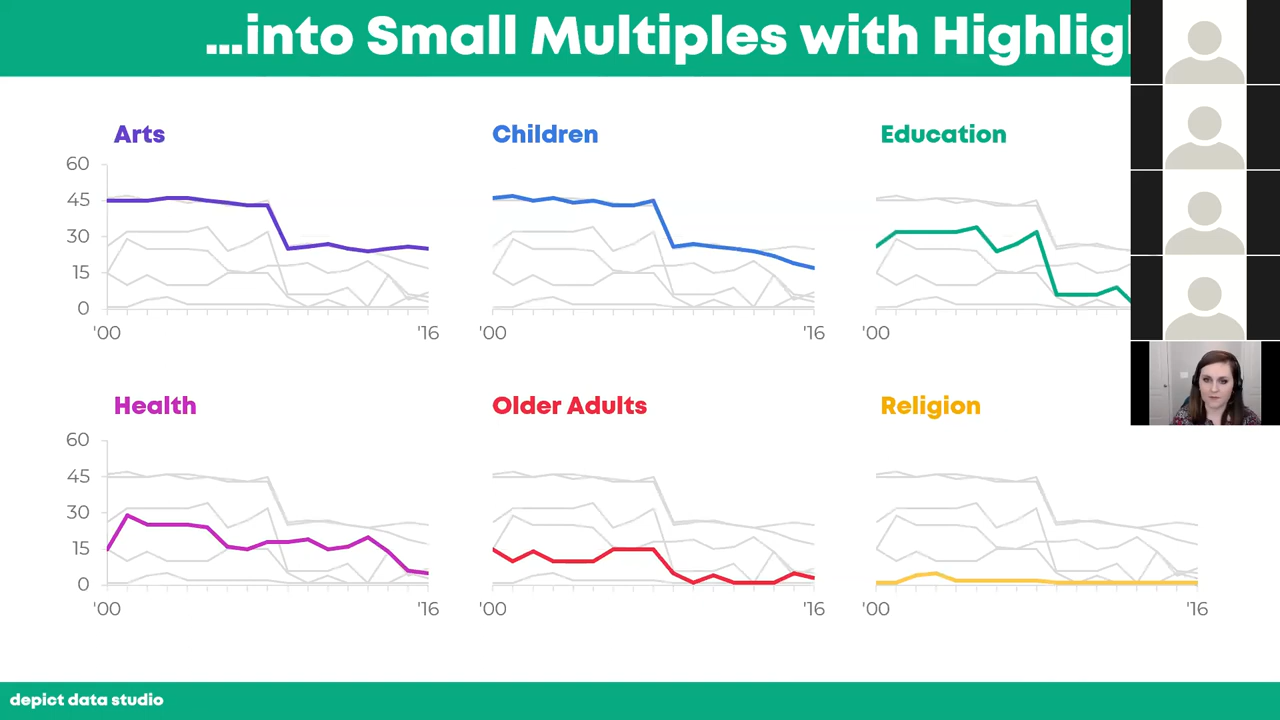 ...into Small Multiples with Highlig
Arts
Children
Education
60
45
30
15
0
'00
'16
'00
'16
'00
Health
Older Adults
Religion
60
45
30
15
0
'00
'16
'00
'16
'00
'16
depict data studio